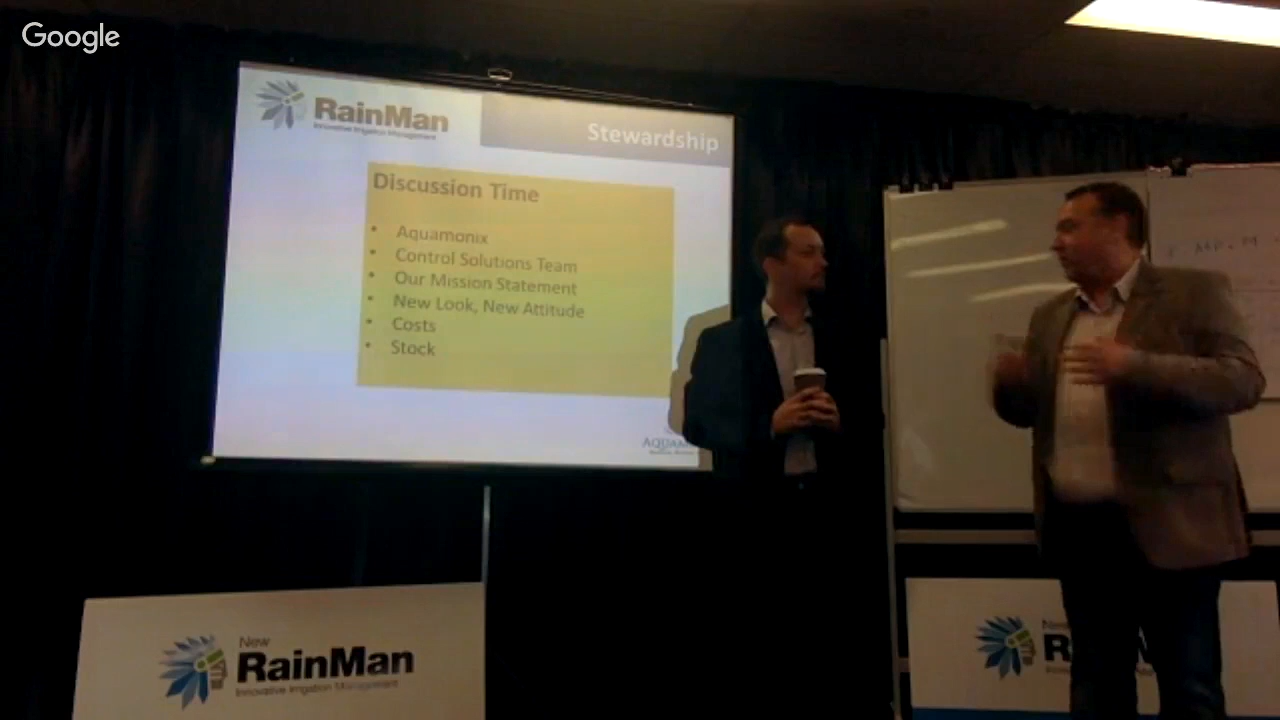 Google
RainMan
Innovative Irrigation Management
Stewardship
Discussion Time
• Aquamonix
• Control Solutions Team
• Our Mission Statement
• New Look, New Attitude
• Costs
• Stock
AQUAM
New
RainMan
Innovative Irrigation Management